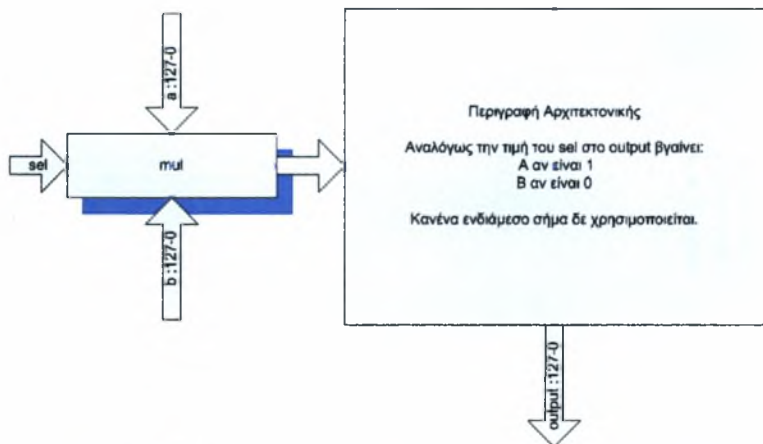 a :127-0
sel
mul
b :127-0
Περιγραφή Αρχιτεκτονικής
Αναλόγως την τιμή του sel στο output βγαίνει:
Α αν είναι 1
Β αν είναι 0
Κανένα ενδιάμεσο σήμα δε χρησιμοποιείται.
output :127-0